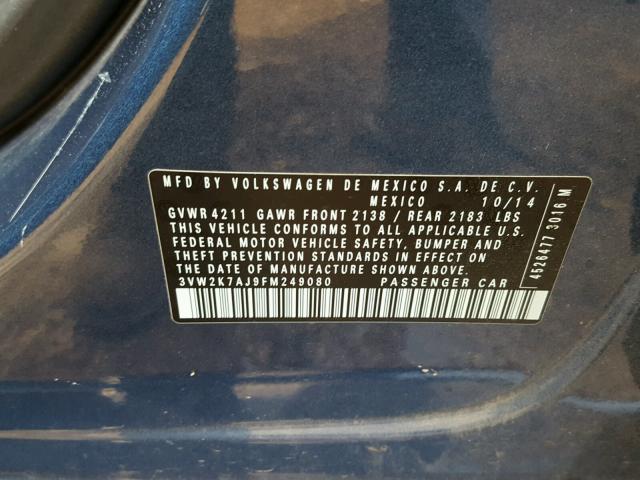 MFD BY VOLKSWAGEN DE MEXICO S.A. DE C.V.
MEXICO 10/14
GVWR 4211 GAWR FRONT 2138 / REAR 2183 LBS
THIS VEHICLE CONFORMS TO ALL APPLICABLE U.S.
FEDERAL MOTOR VEHICLE SAFETY, BUMPER AND
THEFT PREVENTION STANDARDS IN EFFECT ON
THE DATE OF MANUFACTURE SHOWN ABOVE.
3VW2K7AJ9FM249080 PASSENGER CAR
4526477 3016 M